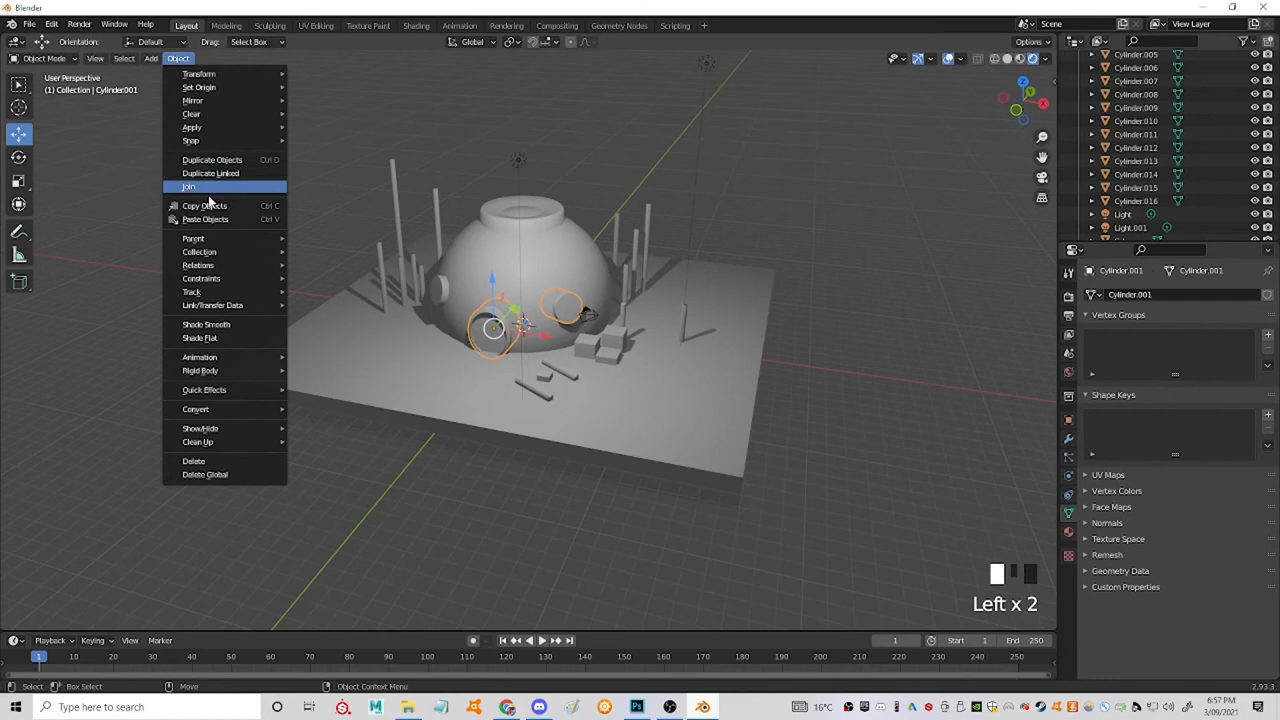 Blender
File Edit Render Window Help
Layout Modeling Sculpting UV Editing Texture Paint Shading Animation Rendering Compositing Geometry Nodes Scripting +
Scene View Layer
Orientation: Default Drag: Select Box Global Options
Object Mode View Select Add Object
User Perspective
(1) Collection | Cylinder.001
Transform
Set Origin
Mirror
Clear
Apply
Snap
Duplicate Objects Ctrl D
Duplicate Linked
Join
Copy Objects Ctrl C
Paste Objects Ctrl V
Parent
Collection
Relations
Constraints
Track
Link/Transfer Data
Shade Smooth
Shade Flat
Animation
Rigid Body
Quick Effects
Convert
Show/Hide
Clean Up
Delete
Delete Global
Z
Y
X
Left x 2
Cylinder.005
Cylinder.006
Cylinder.007
Cylinder.008
Cylinder.009
Cylinder.010
Cylinder.011
Cylinder.012
Cylinder.013
Cylinder.014
Cylinder.015
Cylinder.016
Light
Light.001
Cylinder.001 Cylinder.001
Cylinder.001
Vertex Groups
Shape Keys
UV Maps
Vertex Colors
Face Maps
Normals
Texture Space
Remesh
Geometry Data
Custom Properties
Playback Keying View Marker 1 Start 1 End 250
1 10 20 30 40 50 60 70 80 90 100 110 120 130 140 150 160 170 180 190 200 210 220 230 240 250
Select Box Select Move Object Context Menu 2.93.3
Type here to search 16°C 6:57 PM
3/09/2021